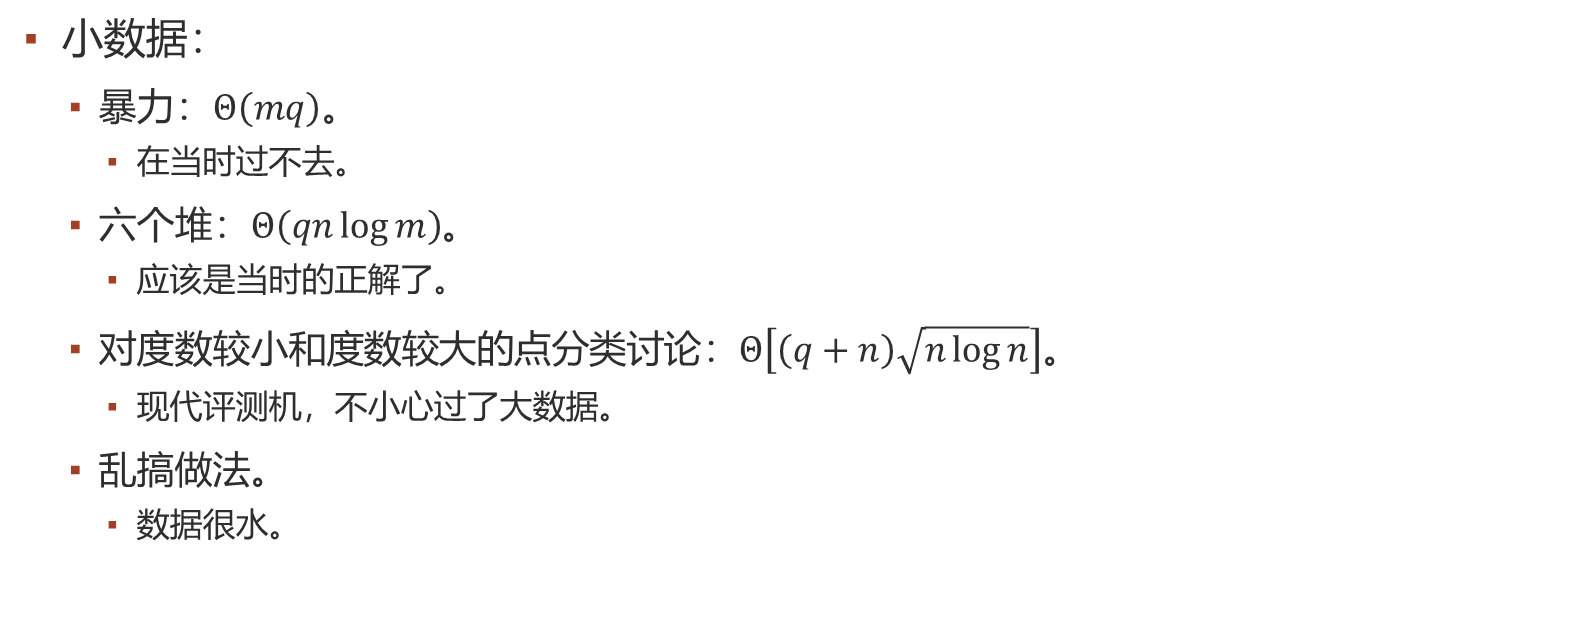 ▪ 小数据：
▪ 暴力：Θ(mq)。
▪ 在当时过不去。
▪ 六个堆：Θ(qn log m)。
▪ 应该是当时的正解了。
▪ 对度数较小和度数较大的点分类讨论：Θ[(q + n)√(n log n)]。
▪ 现代评测机，不小心过了大数据。
▪ 乱搞做法。
▪ 数据很水。